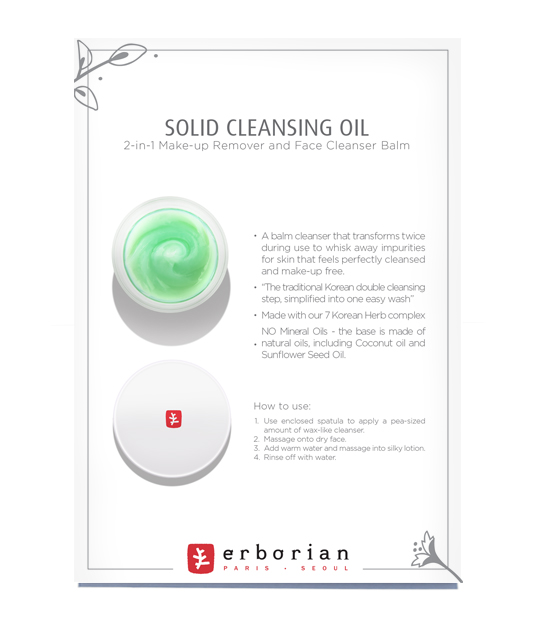 SOLID CLEANSING OIL
2-in-1 Make-up Remover and Face Cleanser Balm
• A balm cleanser that transforms twice
during use to whisk away impurities
for skin that feels perfectly cleansed
and make-up free.
• "The traditional Korean double cleansing
step, simplified into one easy wash"
• Made with our 7 Korean Herb complex
NO Mineral Oils - the base is made of
• natural oils, including Coconut oil and
Sunflower Seed Oil.
How to use:
1. Use enclosed spatula to apply a pea-sized
amount of wax-like cleanser.
2. Massage onto dry face.
3. Add warm water and massage into silky lotion.
4. Rinse off with water.
erborian
PARIS · SEOUL